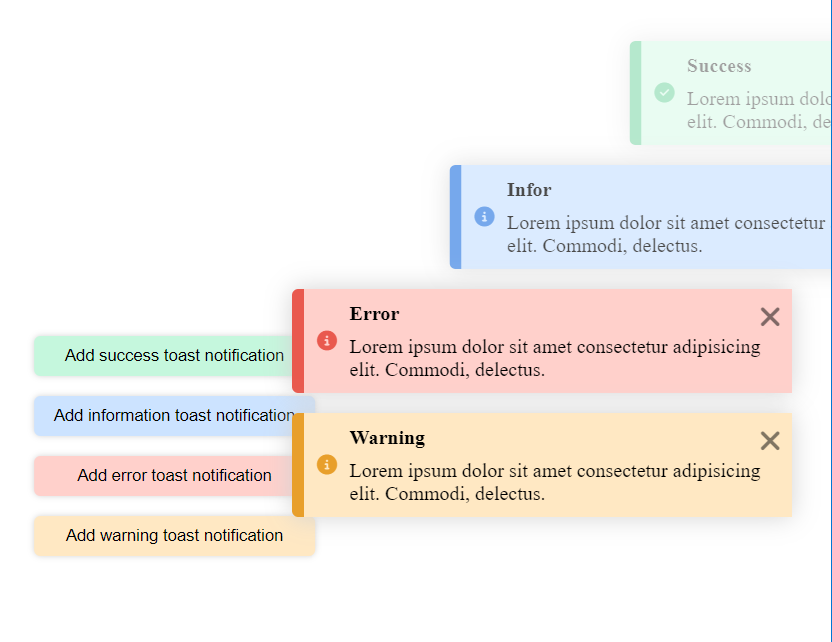 Success
Lorem ipsum dolo
elit. Commodi, de
Infor
Lorem ipsum dolor sit amet consectetur
elit. Commodi, delectus.
Error
Lorem ipsum dolor sit amet consectetur adipisicing
elit. Commodi, delectus.
Warning
Lorem ipsum dolor sit amet consectetur adipisicing
elit. Commodi, delectus.
Add success toast notification
Add information toast notification
Add error toast notification
Add warning toast notification